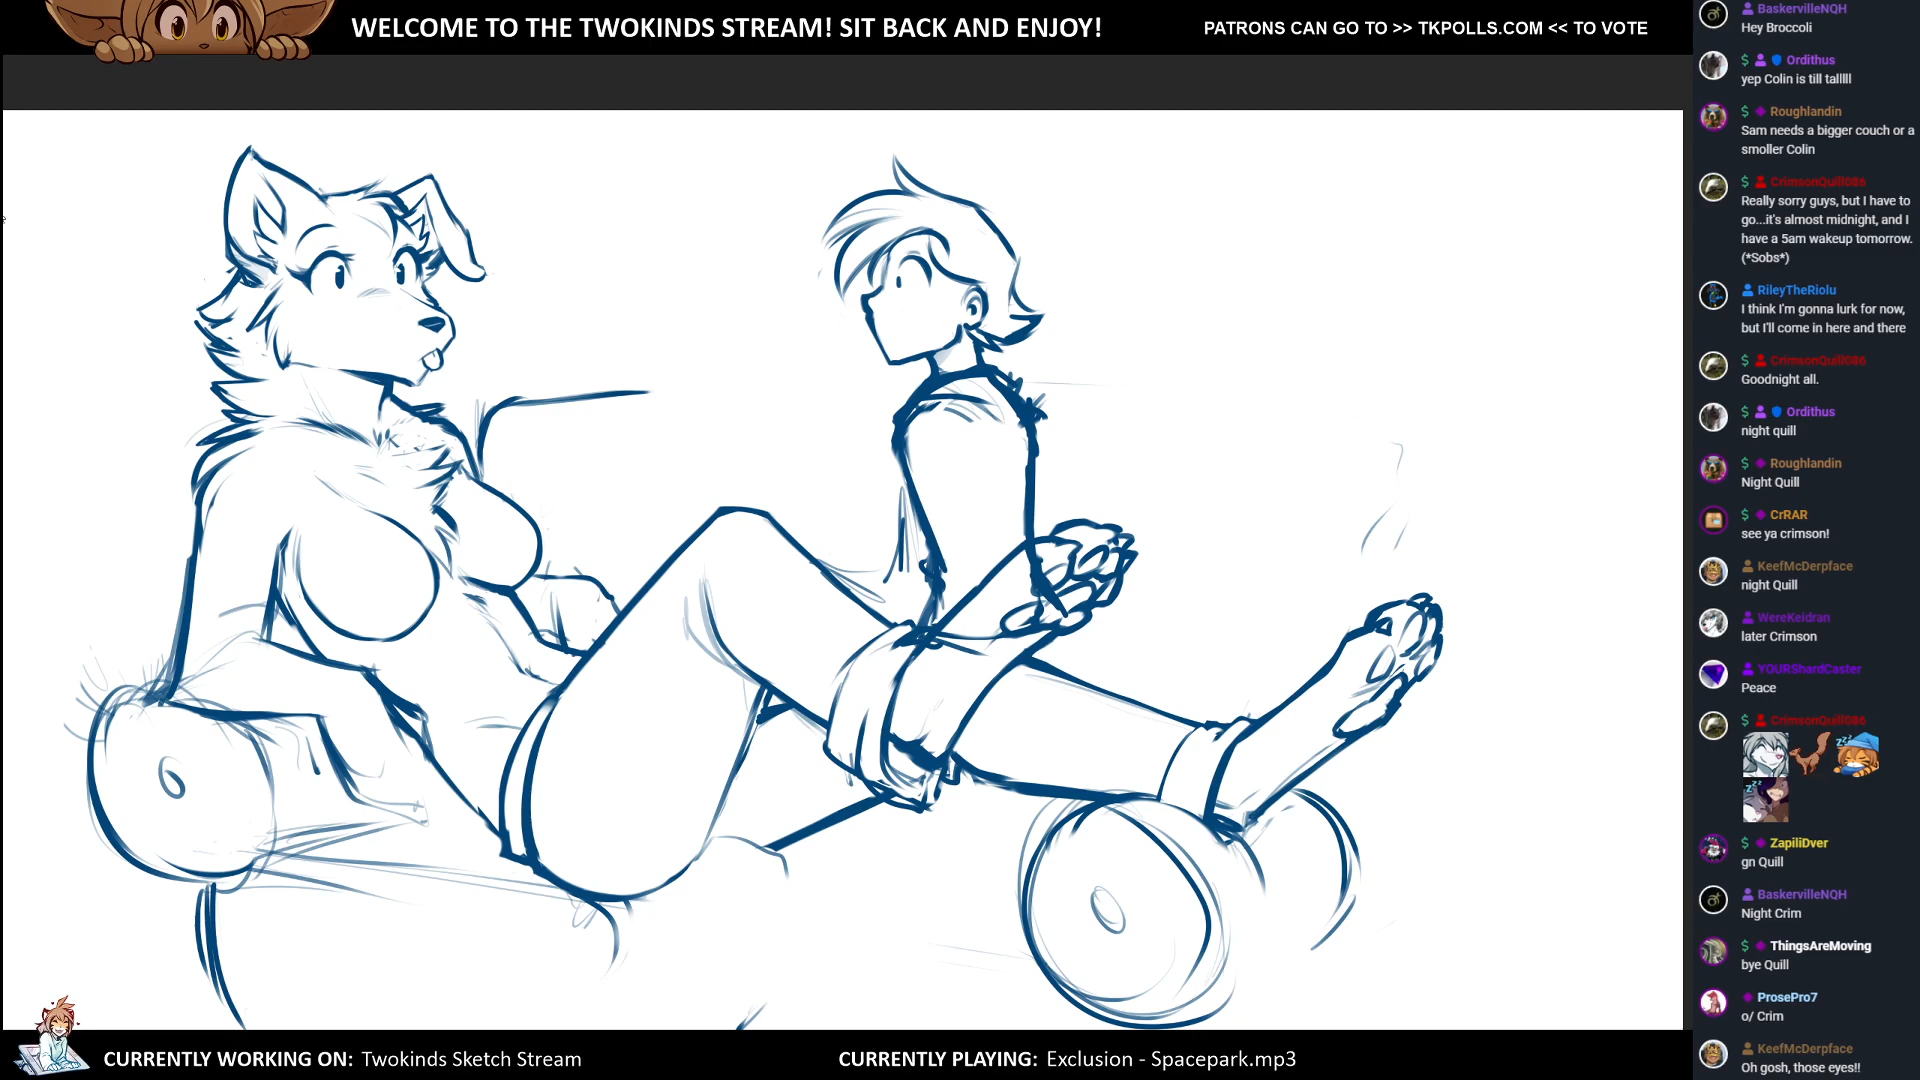 WELCOME TO THE TWOKINDS STREAM! SIT BACK AND ENJOY!
PATRONS CAN GO TO >> TKPOLLS.COM << TO VOTE
BaskervilleNQH
Hey Broccoli
$ Ordithus
yep Colin is till talllll
$ Roughlandin
Sam needs a bigger couch or a
smoller Colin
$ CrimsonQuill086
Really sorry guys, but I have to
go...it's almost midnight, and I
have a 5am wakeup tomorrow.
(*Sobs*)
RileyTheRiolu
I think I'm gonna lurk for now,
but I'll come in here and there
$ CrimsonQuill086
Goodnight all.
$ Ordithus
night quill
$ Roughlandin
Night Quill
$ CrRAR
see ya crimson!
KeefMcDerpface
night Quill
WereKeidran
later Crimson
YOURShardCaster
Peace
$ CrimsonQuill086
$ ZapiliDver
gn Quill
BaskervilleNQH
Night Crim
$ ThingsAreMoving
bye Quill
ProsePro7
o/ Crim
KeefMcDerpface
Oh gosh, those eyes!!
CURRENTLY WORKING ON: Twokinds Sketch Stream
CURRENTLY PLAYING: Exclusion - Spacepark.mp3